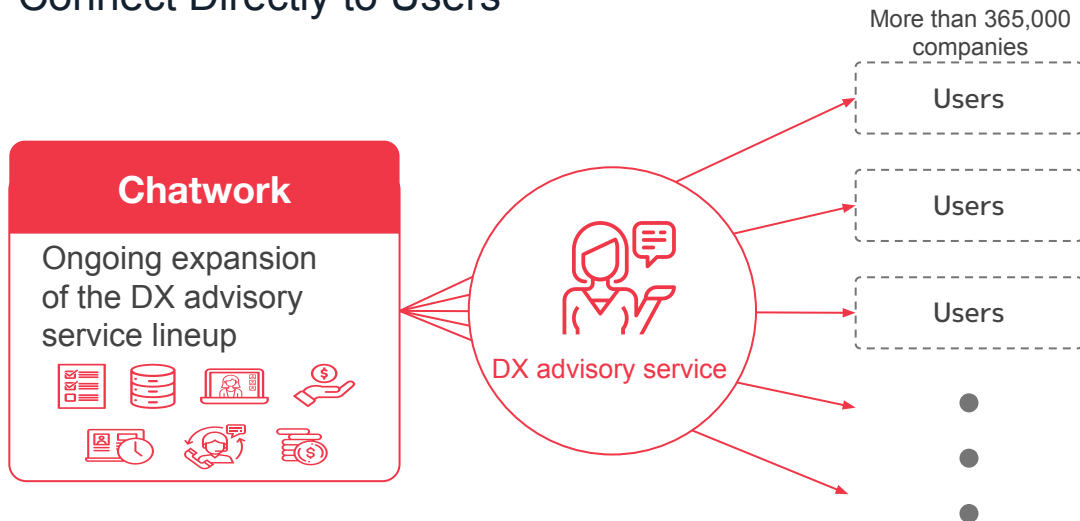 Connect Directly to Users
More than 365,000
companies
Users
Chatwork
Users
Ongoing expansion
of the DX advisory
service lineup
Users
DX advisory service